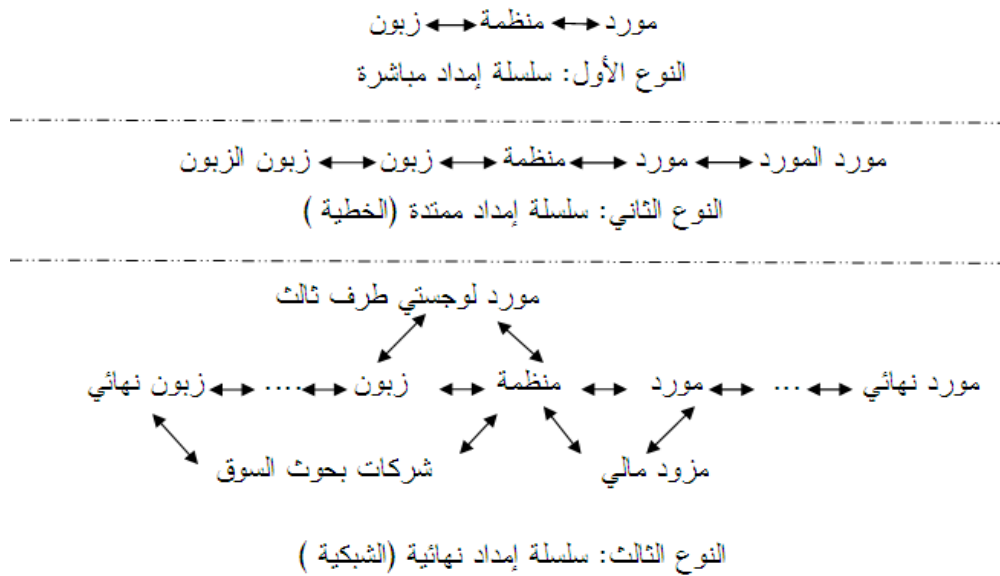 مورد منظمة زبون
النوع الأول: سلسلة إمداد مباشرة
مورد المورد مورد منظمة زبون زبون الزبون
النوع الثاني: سلسلة إمداد ممتدة (الخطية )
مورد لوجستي طرف ثالث
مورد نهائي ... مورد منظمة زبون .... زبون نهائي
مزود مالي شركات بحوث السوق
النوع الثالث: سلسلة إمداد نهائية (الشبكية )